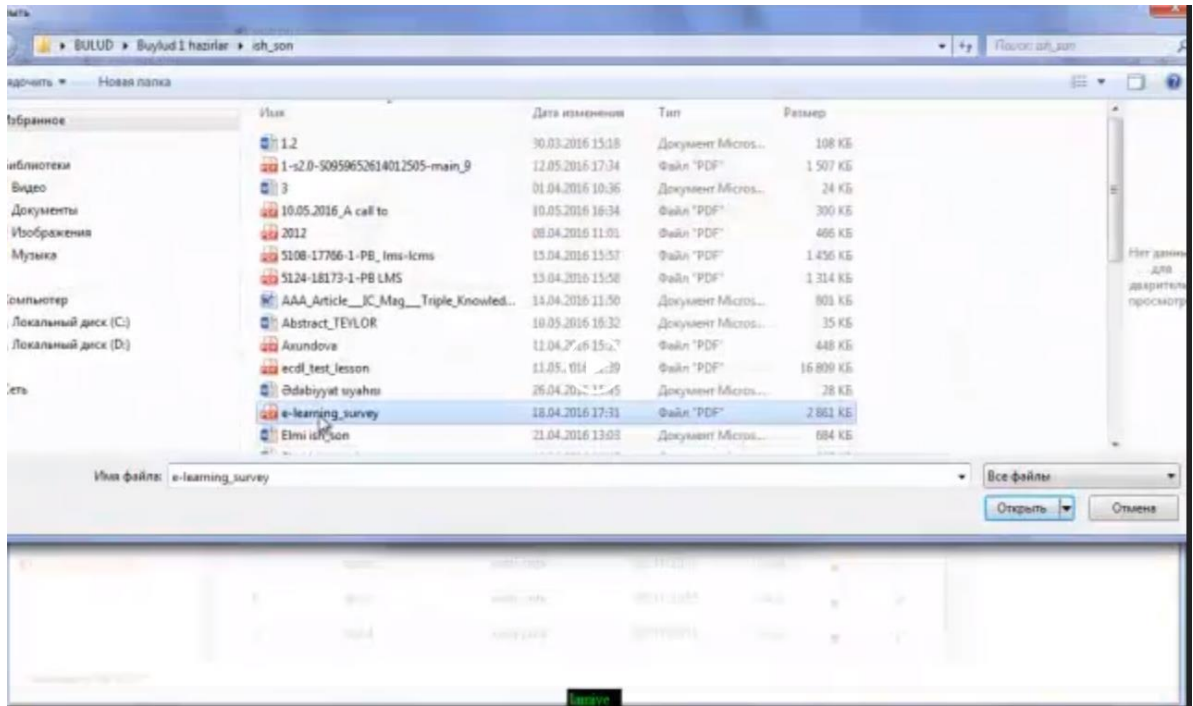 BULUD ▸ Buylud 1 hazirlar ▸ ish_son
Новая папка
Имя Дата изменения Тип Размер
1.2 30.03.2016 15:18 Документ Micros... 108 КБ
1-s2.0-S0959652614012505-main_9 12.05.2016 17:34 Файл "PDF" 1 507 КБ
3 01.04.2016 10:36 Документ Micros... 24 КБ
10.05.2016_A call to 10.05.2016 16:34 Файл "PDF" 300 КБ
2012 08.04.2016 11:01 Файл "PDF" 466 КБ
5108-17766-1-PB_lms-lcms 15.04.2016 15:57 Файл "PDF" 1 456 КБ
5124-18173-1-PB LMS 15.04.2016 15:58 Файл "PDF" 1 314 КБ
AAA_Article__IC_Mag__Triple_Knowled... 14.04.2016 11:50 Документ Micros... 801 КБ
Abstract_TEYLOR 10.05.2016 16:32 Документ Micros... 35 КБ
Axundova Файл "PDF" 448 КБ
ecdl_test_lesson Файл "PDF" 16 809 КБ
Ədəbiyyat siyahısı Документ Micros... 28 КБ
e-learning_survey 18.04.2016 17:31 Файл "PDF" 2 861 КБ
Elmi ish_son 21.04.2016 13:03 Документ Micros... 684 КБ
Избранное
Библиотеки
Видео
Документы
Изображения
Музыка
Компьютер
Локальный диск (C:)
Локальный диск (D:)
Сеть
Нет данных
для
просмотр
Имя файла: e-learning_survey Все файлы
Открыть Отмена
lamiye